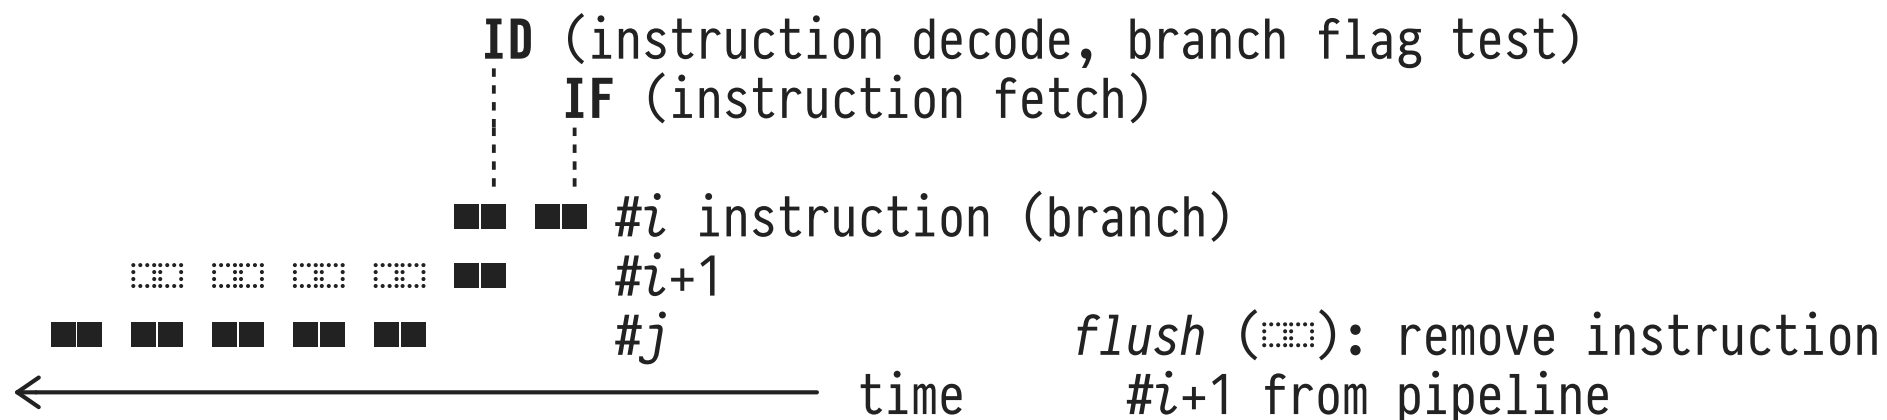 ID (instruction decode, branch flag test)
IF (instruction fetch)
#i instruction (branch)
#i+1
#j
flush (): remove instruction
#i+1 from pipeline
time